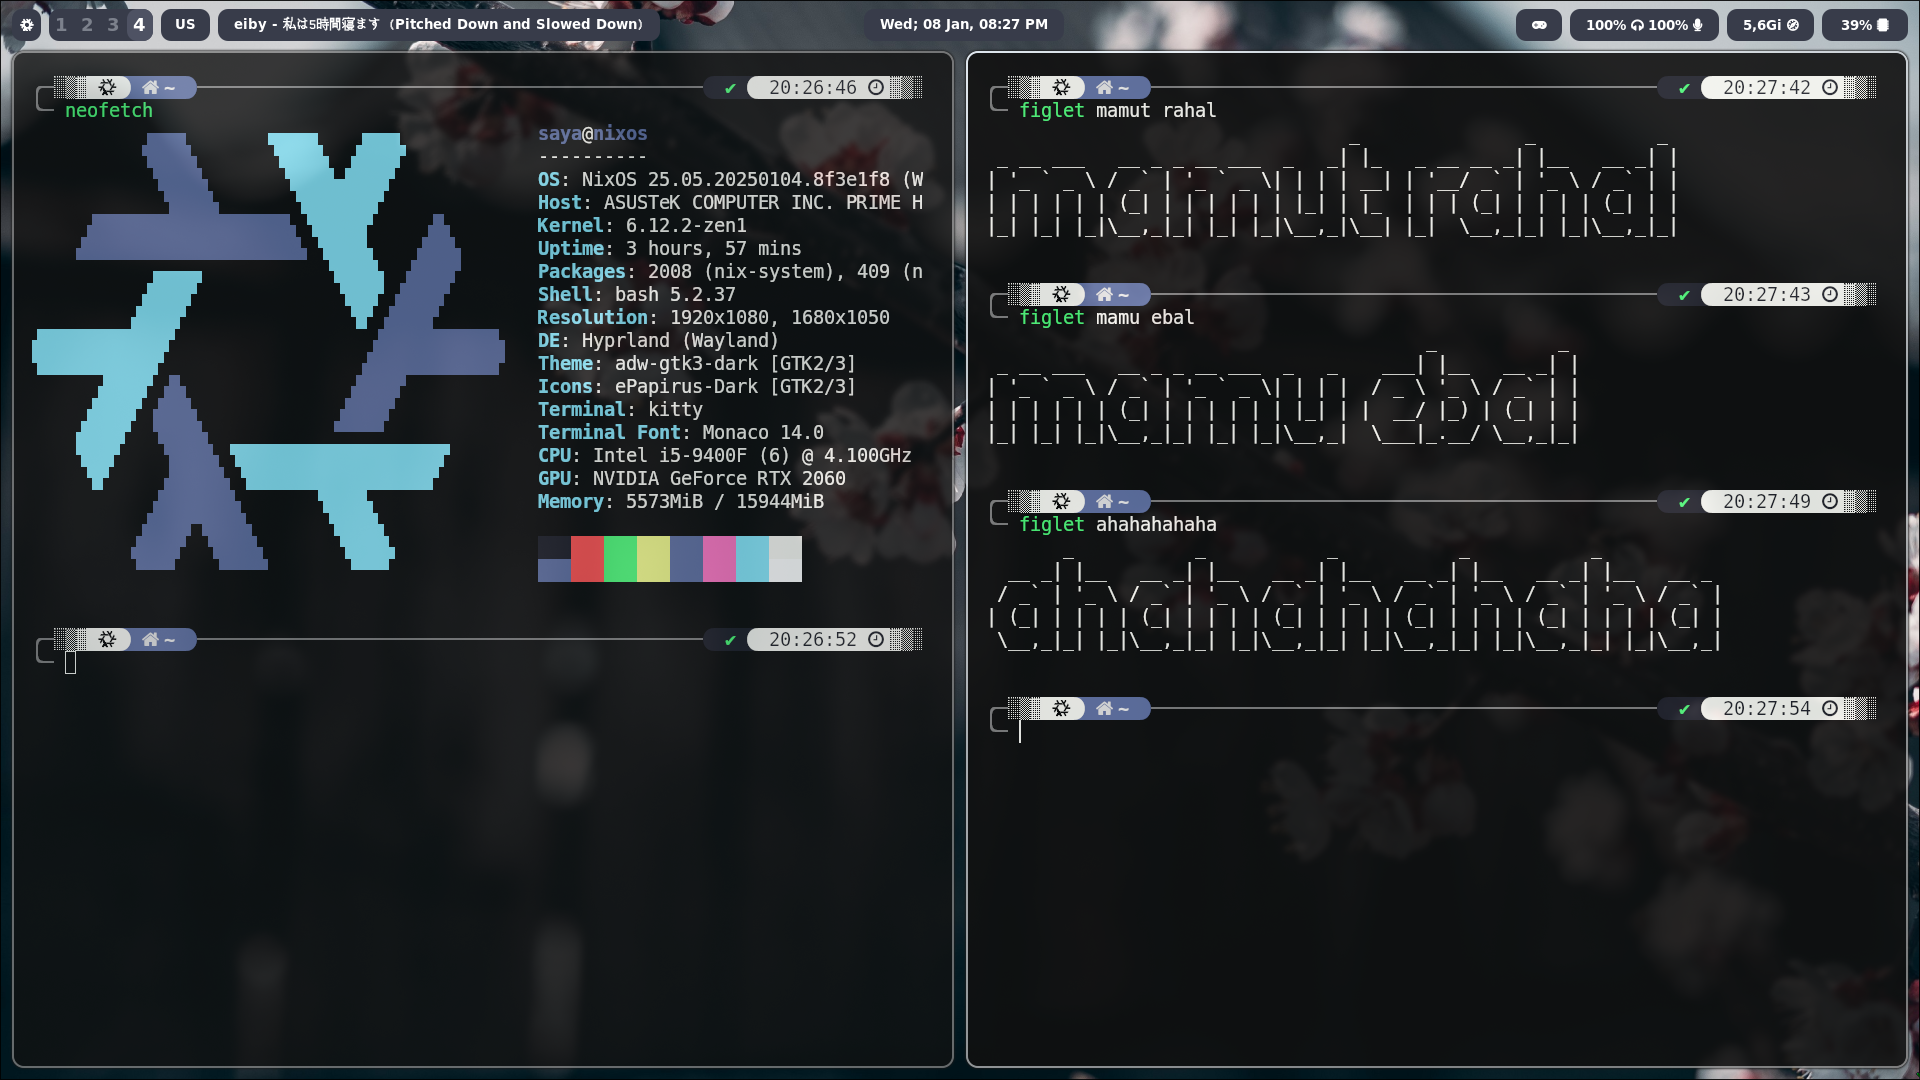 1 2 3 4 US eiby - 私は5時間寝ます (Pitched Down and Slowed Down) Wed; 08 Jan, 08:27 PM 100% 100% 5,6Gi 39%
~ ✔ 20:26:46
neofetch
saya@nixos
----------
OS: NixOS 25.05.20250104.8f3e1f8 (W
Host: ASUSTeK COMPUTER INC. PRIME H
Kernel: 6.12.2-zen1
Uptime: 3 hours, 57 mins
Packages: 2008 (nix-system), 409 (n
Shell: bash 5.2.37
Resolution: 1920x1080, 1680x1050
DE: Hyprland (Wayland)
Theme: adw-gtk3-dark [GTK2/3]
Icons: ePapirus-Dark [GTK2/3]
Terminal: kitty
Terminal Font: Monaco 14.0
CPU: Intel i5-9400F (6) @ 4.100GHz
GPU: NVIDIA GeForce RTX 2060
Memory: 5573MiB / 15944MiB
~ ✔ 20:26:52
~ ✔ 20:27:42
figlet mamut rahal
mamut rahal
~ ✔ 20:27:43
figlet mamu ebal
mamu ebal
~ ✔ 20:27:49
figlet ahahahahaha
ahahahahaha
~ ✔ 20:27:54